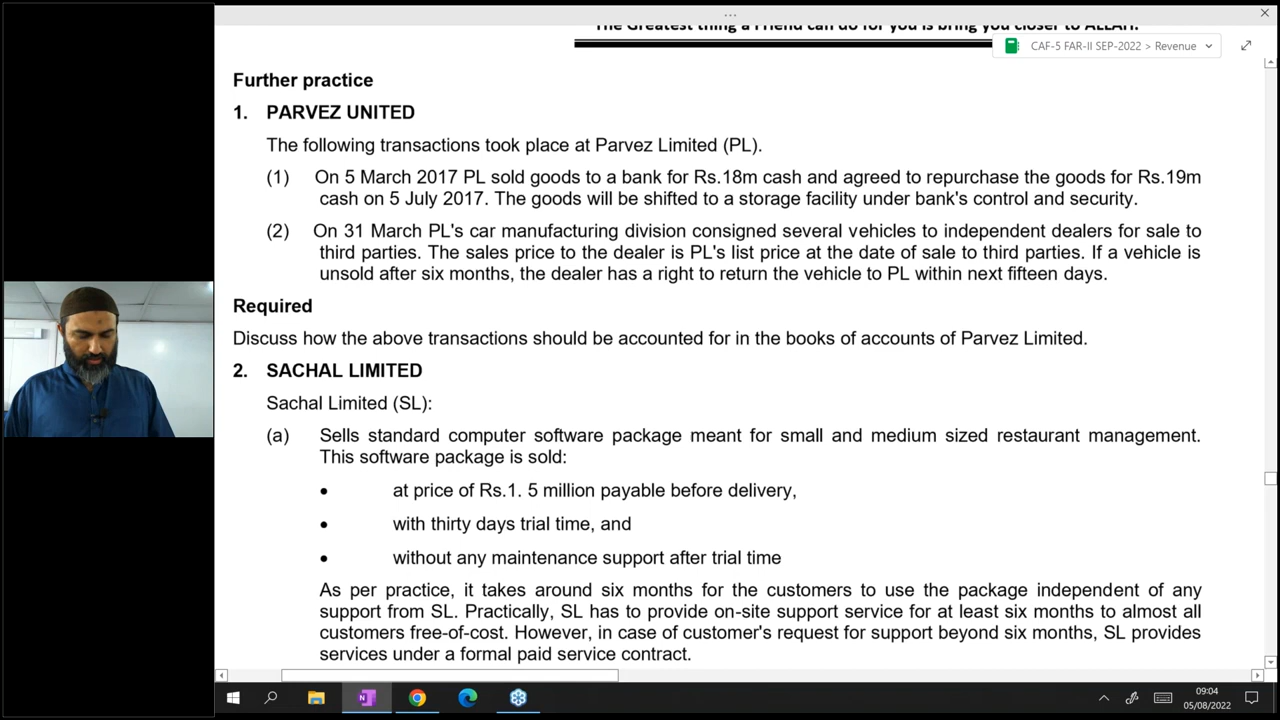 The Greatest thing a Friend can do for you is bring you closer to ALLAH.
CAF-5 FAR-II SEP-2022 > Revenue
Further practice
1. PARVEZ UNITED
The following transactions took place at Parvez Limited (PL).
(1) On 5 March 2017 PL sold goods to a bank for Rs.18m cash and agreed to repurchase the goods for Rs.19m
cash on 5 July 2017. The goods will be shifted to a storage facility under bank's control and security.
(2) On 31 March PL's car manufacturing division consigned several vehicles to independent dealers for sale to
third parties. The sales price to the dealer is PL's list price at the date of sale to third parties. If a vehicle is
unsold after six months, the dealer has a right to return the vehicle to PL within next fifteen days.
Required
Discuss how the above transactions should be accounted for in the books of accounts of Parvez Limited.
2. SACHAL LIMITED
Sachal Limited (SL):
(a) Sells standard computer software package meant for small and medium sized restaurant management.
This software package is sold:
• at price of Rs.1. 5 million payable before delivery,
• with thirty days trial time, and
• without any maintenance support after trial time
As per practice, it takes around six months for the customers to use the package independent of any
support from SL. Practically, SL has to provide on-site support service for at least six months to almost all
customers free-of-cost. However, in case of customer's request for support beyond six months, SL provides
services under a formal paid service contract.
09:04
05/08/2022